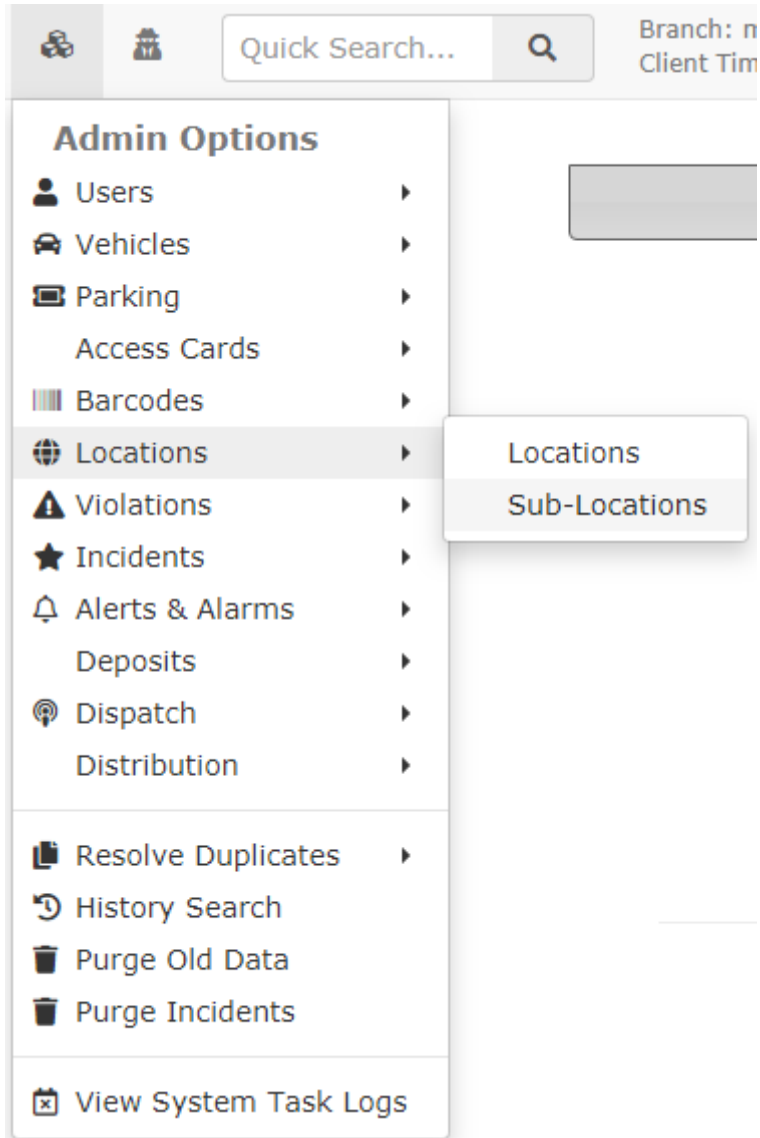 Quick Search...
Branch:
Client
Admin Options
Users
Vehicles
Parking
Access Cards
Barcodes
Locations
Locations
Sub-Locations
Violations
Incidents
Alerts & Alarms
Deposits
Dispatch
Distribution
Resolve Duplicates
History Search
Purge Old Data
Purge Incidents
View System Task Logs